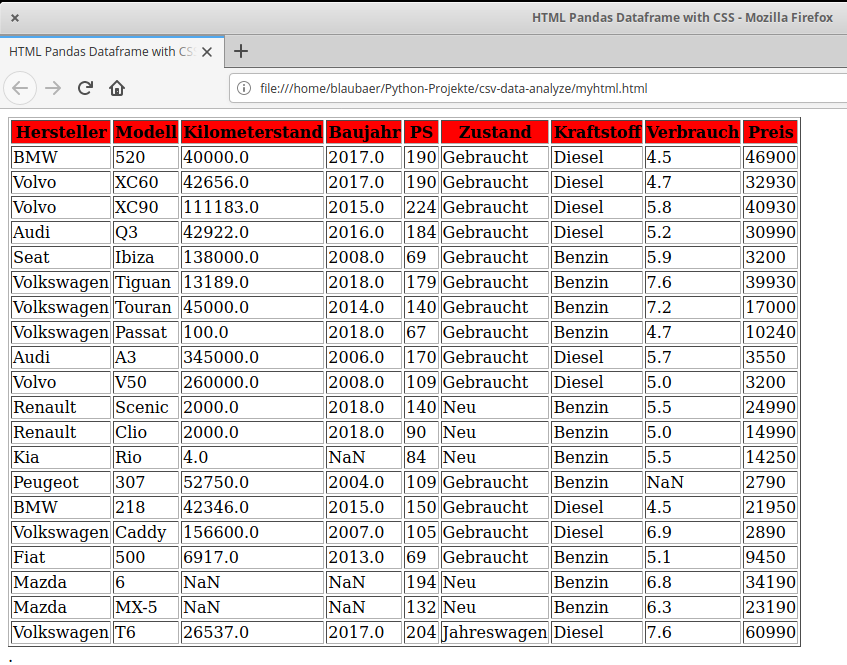 HTML Pandas Dataframe with CSS - Mozilla Firefox
HTML Pandas Dataframe with CSS
file:///home/blaubaer/Python-Projekte/csv-data-analyze/myhtml.html
Hersteller Modell Kilometerstand Baujahr PS Zustand Kraftstoff Verbrauch Preis
BMW 520 40000.0 2017.0 190 Gebraucht Diesel 4.5 46900
Volvo XC60 42656.0 2017.0 190 Gebraucht Diesel 4.7 32930
Volvo XC90 111183.0 2015.0 224 Gebraucht Diesel 5.8 40930
Audi Q3 42922.0 2016.0 184 Gebraucht Diesel 5.2 30990
Seat Ibiza 138000.0 2008.0 69 Gebraucht Benzin 5.9 3200
Volkswagen Tiguan 13189.0 2018.0 179 Gebraucht Benzin 7.6 39930
Volkswagen Touran 45000.0 2014.0 140 Gebraucht Benzin 7.2 17000
Volkswagen Passat 100.0 2018.0 67 Gebraucht Benzin 4.7 10240
Audi A3 345000.0 2006.0 170 Gebraucht Diesel 5.7 3550
Volvo V50 260000.0 2008.0 109 Gebraucht Diesel 5.0 3200
Renault Scenic 2000.0 2018.0 140 Neu Benzin 5.5 24990
Renault Clio 2000.0 2018.0 90 Neu Benzin 5.0 14990
Kia Rio 4.0 NaN 84 Neu Benzin 5.5 14250
Peugeot 307 52750.0 2004.0 109 Gebraucht Benzin NaN 2790
BMW 218 42346.0 2015.0 150 Gebraucht Diesel 4.5 21950
Volkswagen Caddy 156600.0 2007.0 105 Gebraucht Diesel 6.9 2890
Fiat 500 6917.0 2013.0 69 Gebraucht Benzin 5.1 9450
Mazda 6 NaN NaN 194 Neu Benzin 6.8 34190
Mazda MX-5 NaN NaN 132 Neu Benzin 6.3 23190
Volkswagen T6 26537.0 2017.0 204 Jahreswagen Diesel 7.6 60990
.